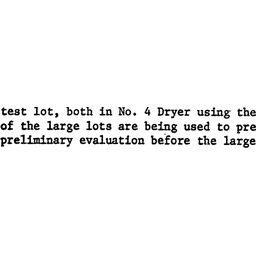 test lot, both in No. 4 Dryer using the
of the large lots are being used to pre
preliminary evaluation before the large